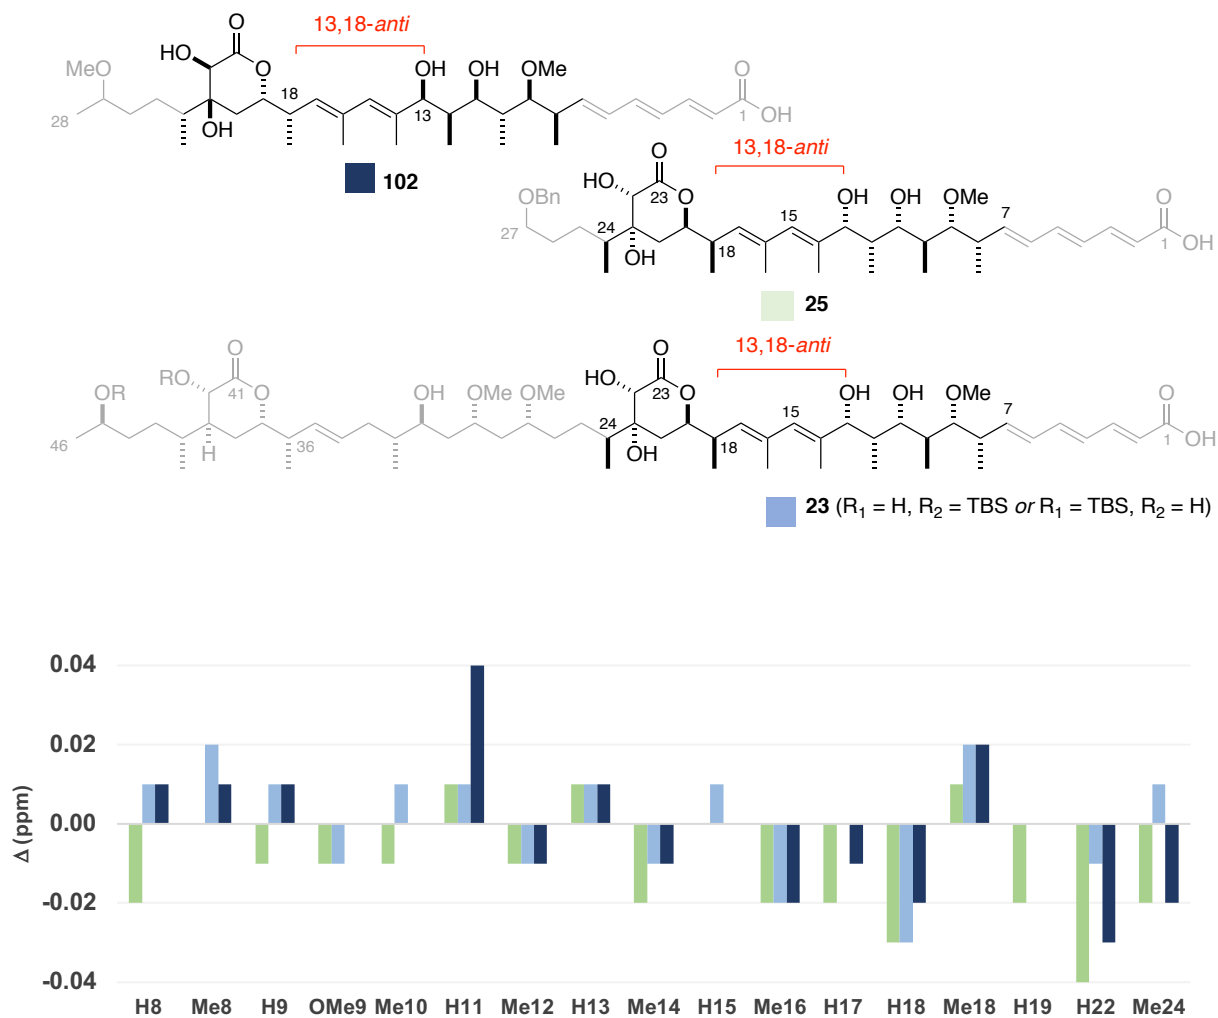 13,18-anti
O
HO
O
MeO
OH
OH
OMe
O
18
13
1
OH
28
OH
102
13,18-anti
O
HO
23
O
OBn
OH
OH
OMe
O
15
7
24
1
27
18
OH
OH
25
13,18-anti
O
O
RO
41
O
HO
23
O
OR
OH
OMe
OMe
OH
OH
OMe
O
15
7
24
1
46
36
18
OH
H
OH
23 (R1 = H, R2 = TBS or R1 = TBS, R2 = H)
0.04
0.02
0.00
-0.02
-0.04
Δ (ppm)
H8 Me8 H9 OMe9 Me10 H11 Me12 H13 Me14 H15 Me16 H17 H18 Me18 H19 H22 Me24